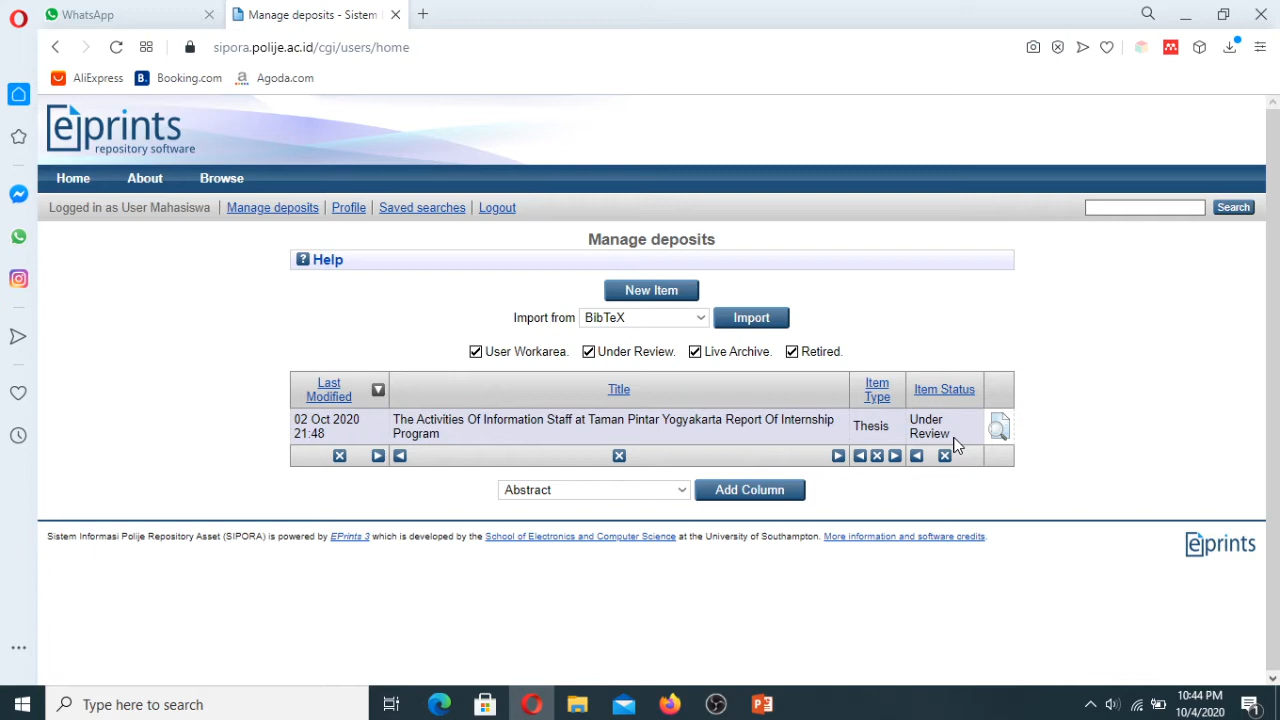 WhatsApp
Manage deposits - Sistem
sipora.polije.ac.id/cgi/users/home
AliExpress
B.
Booking.com
a
Agoda.com
eprints
repository software
Home
About
Browse
Logged in as User Mahasiswa
Manage deposits
Profile
Saved searches
Logout
Search
Manage deposits
? Help
New Item
Import from
BibTeX
Import
User Workarea.
Under Review.
Live Archive.
Retired.
Last
Modified
Title
Item
Type
Item Status
02 Oct 2020
21:48
The Activities Of Information Staff at Taman Pintar Yogyakarta Report Of Internship
Program
Thesis
Under
Review
Abstract
Add Column
Sistem Informasi Polije Repository Asset (SIPORA) is powered by EPrints 3 which is developed by the School of Electronics and Computer Science at the University of Southampton. More information and software credits.
eprints
Type here to search
10:44 PM
10/4/2020
1